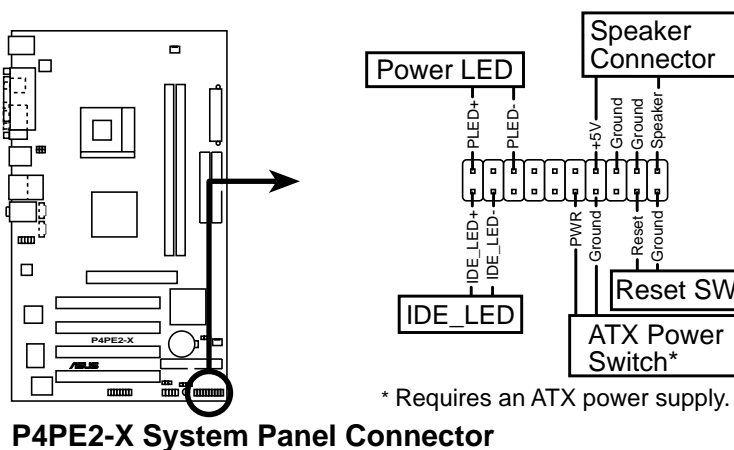 Speaker
Connector
Power LED
PLED+
PLED-
+5V
Ground
Ground
Speaker
IDE_LED+
IDE_LED-
PWR
Ground
Reset
Ground
Reset SW
IDE_LED
ATX Power
Switch*
P4PE2-X
ASUS
* Requires an ATX power supply.
P4PE2-X System Panel Connector